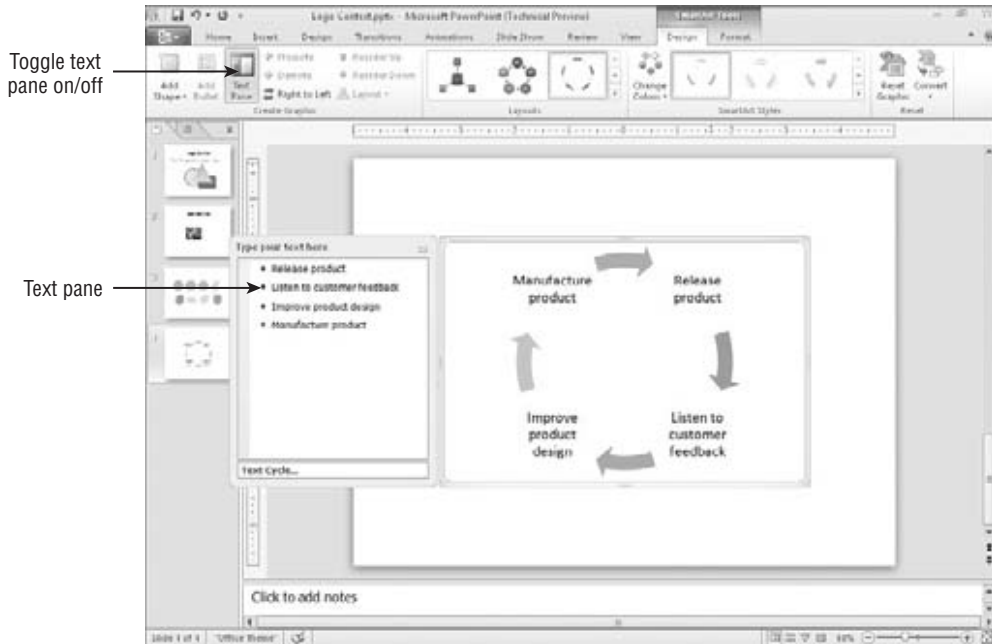 Logo Contest.pptx - Microsoft PowerPoint (Technical Preview)
SmartArt Tools
Home Insert Design Transitions Animations Slide Show Review View Design Format
Toggle text
pane on/off
Add
Shape
Add
Bullet
Text
Pane
Promote
Demote
Right to Left
Reorder Up
Reorder Down
Layout
Create Graphic
Layouts
Change
Colors
SmartArt Styles
Reset
Graphic
Convert
Reset
Text pane
Type your text here
• Release product
• Listen to customer feedback
• Improve product design
• Manufacture product
Text Cycle...
Manufacture
product
Release
product
Improve
product
design
Listen to
customer
feedback
Click to add notes
"Office Theme"